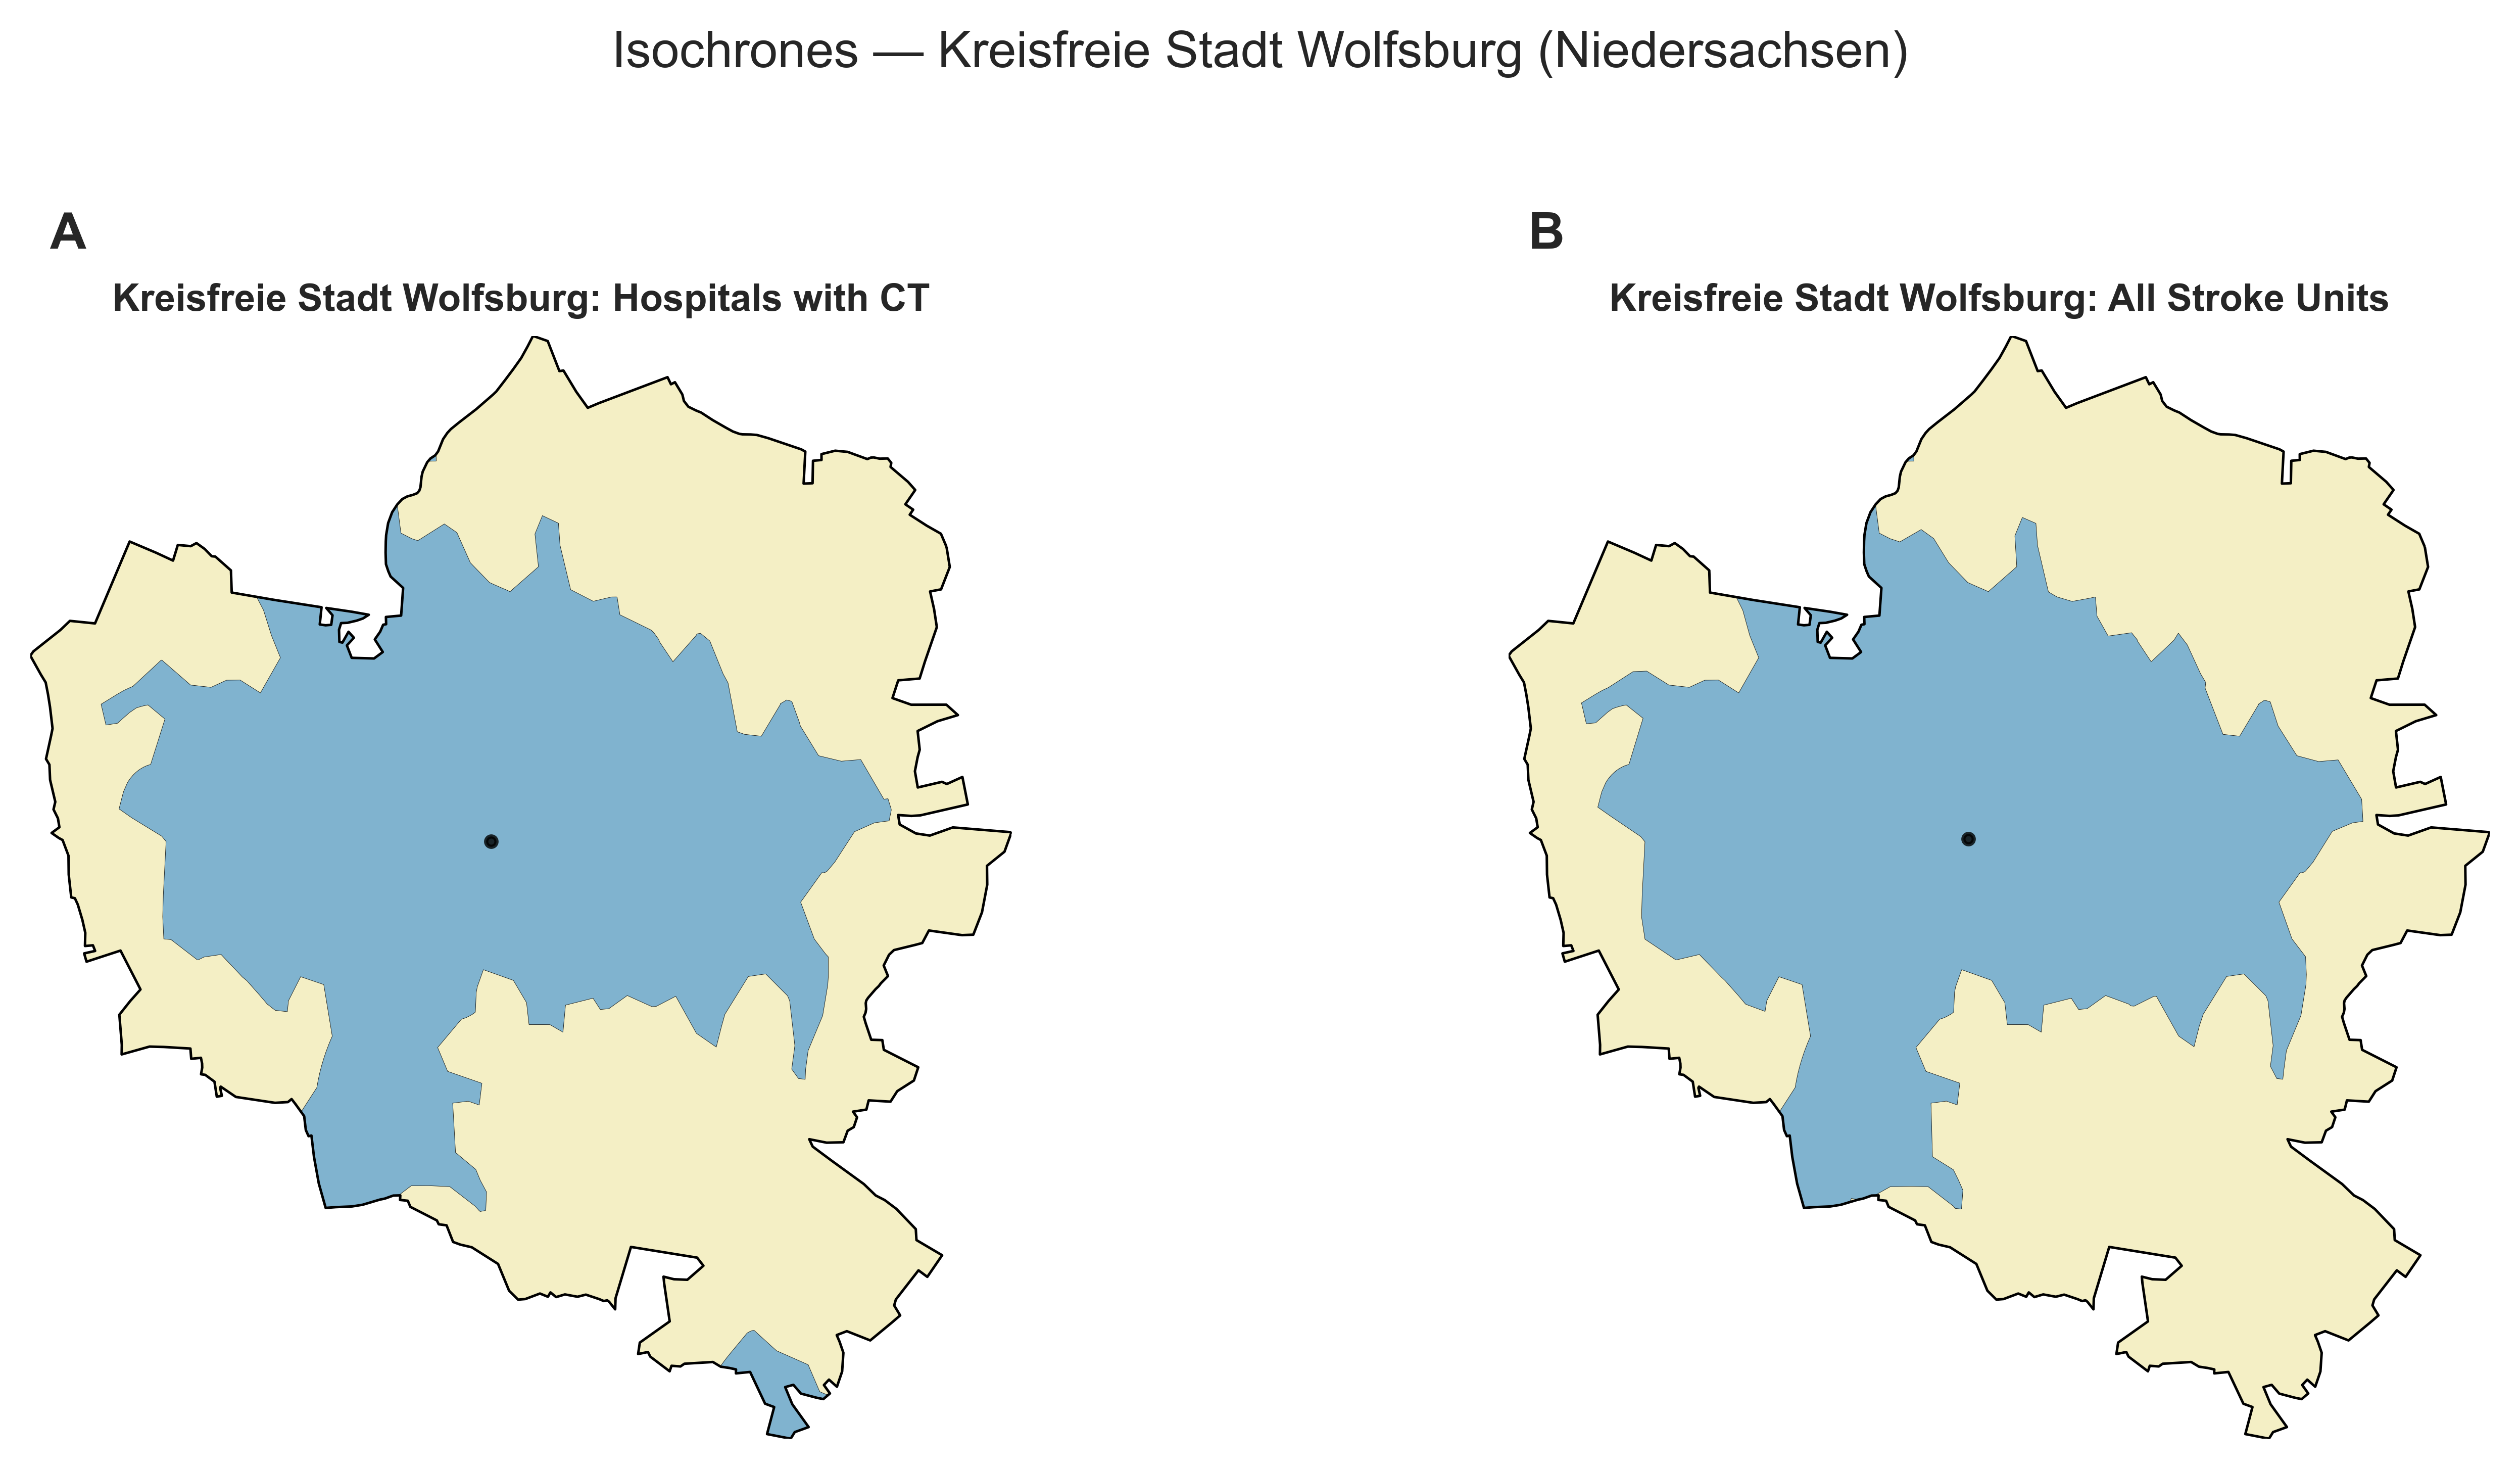 Isochrones — Kreisfreie Stadt Wolfsburg (Niedersachsen)
A
Kreisfreie Stadt Wolfsburg: Hospitals with CT
B
Kreisfreie Stadt Wolfsburg: All Stroke Units